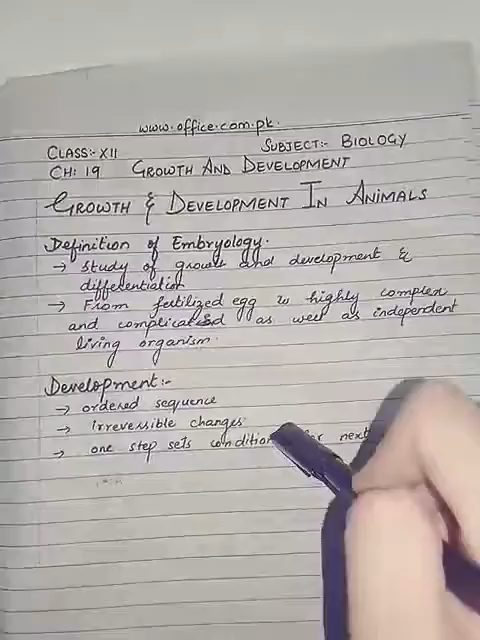 www.office.com.pk.
CLASS:- XII SUBJECT:- BIOLOGY
CH: 19 GROWTH AND DEVELOPMENT
GROWTH & DEVELOPMENT IN ANIMALS
Definition of Embryology.
→ Study of growth and development &
differentiation
→ From fertilized egg to highly complex
and complicated as well as independent
living organism.
Development:-
→ ordered sequence
→ irreversible changes
→ one step sets condition for next